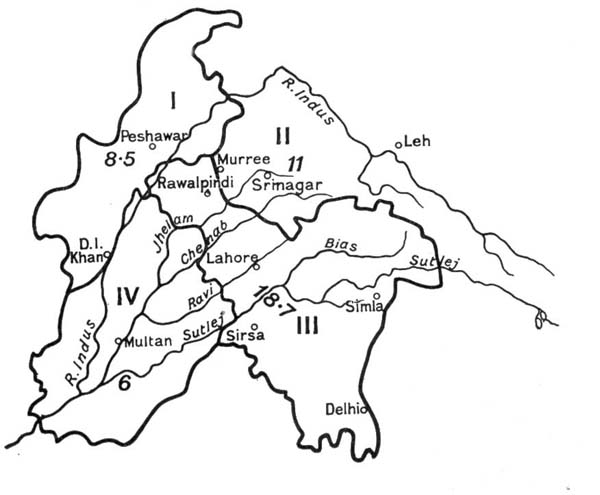 I
R. Indus
Peshawar
8·5
II
Leh
Murree
11
Rawalpindi
Srinagar
Jhellam
Chenab
D.I.
Khan
Lahore
Bias
Sutlej
IV
Ravi
18·7
Simla
R. Indus
Multan
Sutlej
Sirsa
III
6
Delhi